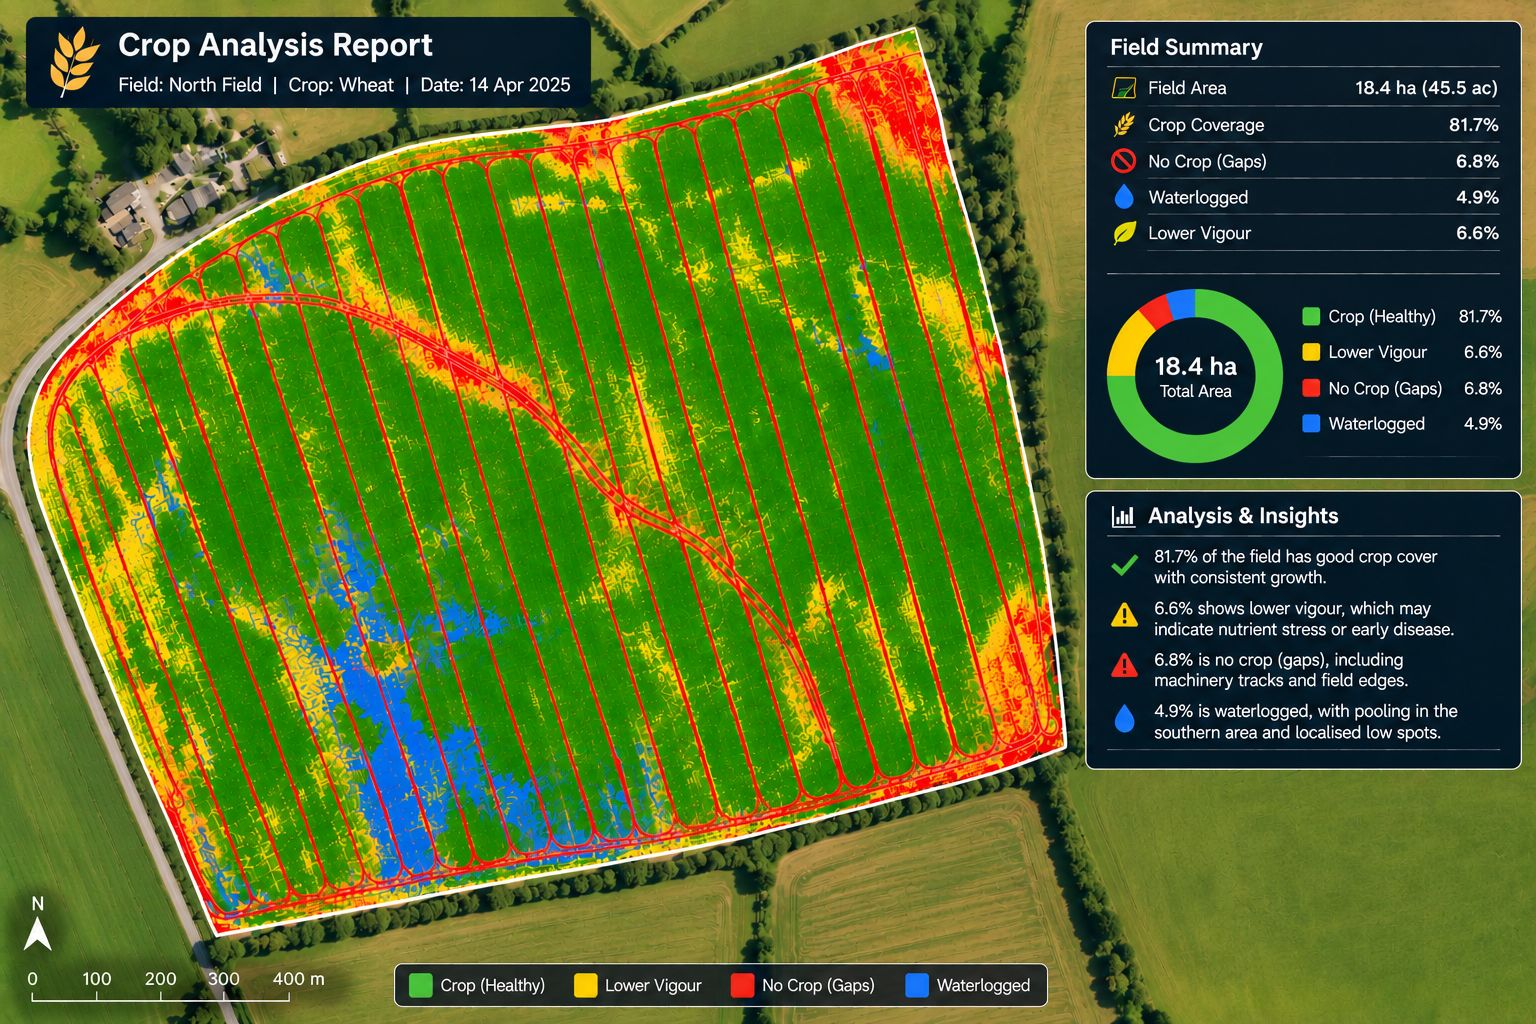 Crop Analysis Report
Field: North Field | Crop: Wheat | Date: 14 Apr 2025
Field Summary
Field Area 18.4 ha (45.5 ac)
Crop Coverage 81.7%
No Crop (Gaps) 6.8%
Waterlogged 4.9%
Lower Vigour 6.6%
18.4 ha
Total Area
Crop (Healthy) 81.7%
Lower Vigour 6.6%
No Crop (Gaps) 6.8%
Waterlogged 4.9%
Analysis & Insights
81.7% of the field has good crop cover
with consistent growth.
6.6% shows lower vigour, which may
indicate nutrient stress or early disease.
6.8% is no crop (gaps), including
machinery tracks and field edges.
4.9% is waterlogged, with pooling in the
southern area and localised low spots.
N
0 100 200 300 400 m
Crop (Healthy) Lower Vigour No Crop (Gaps) Waterlogged